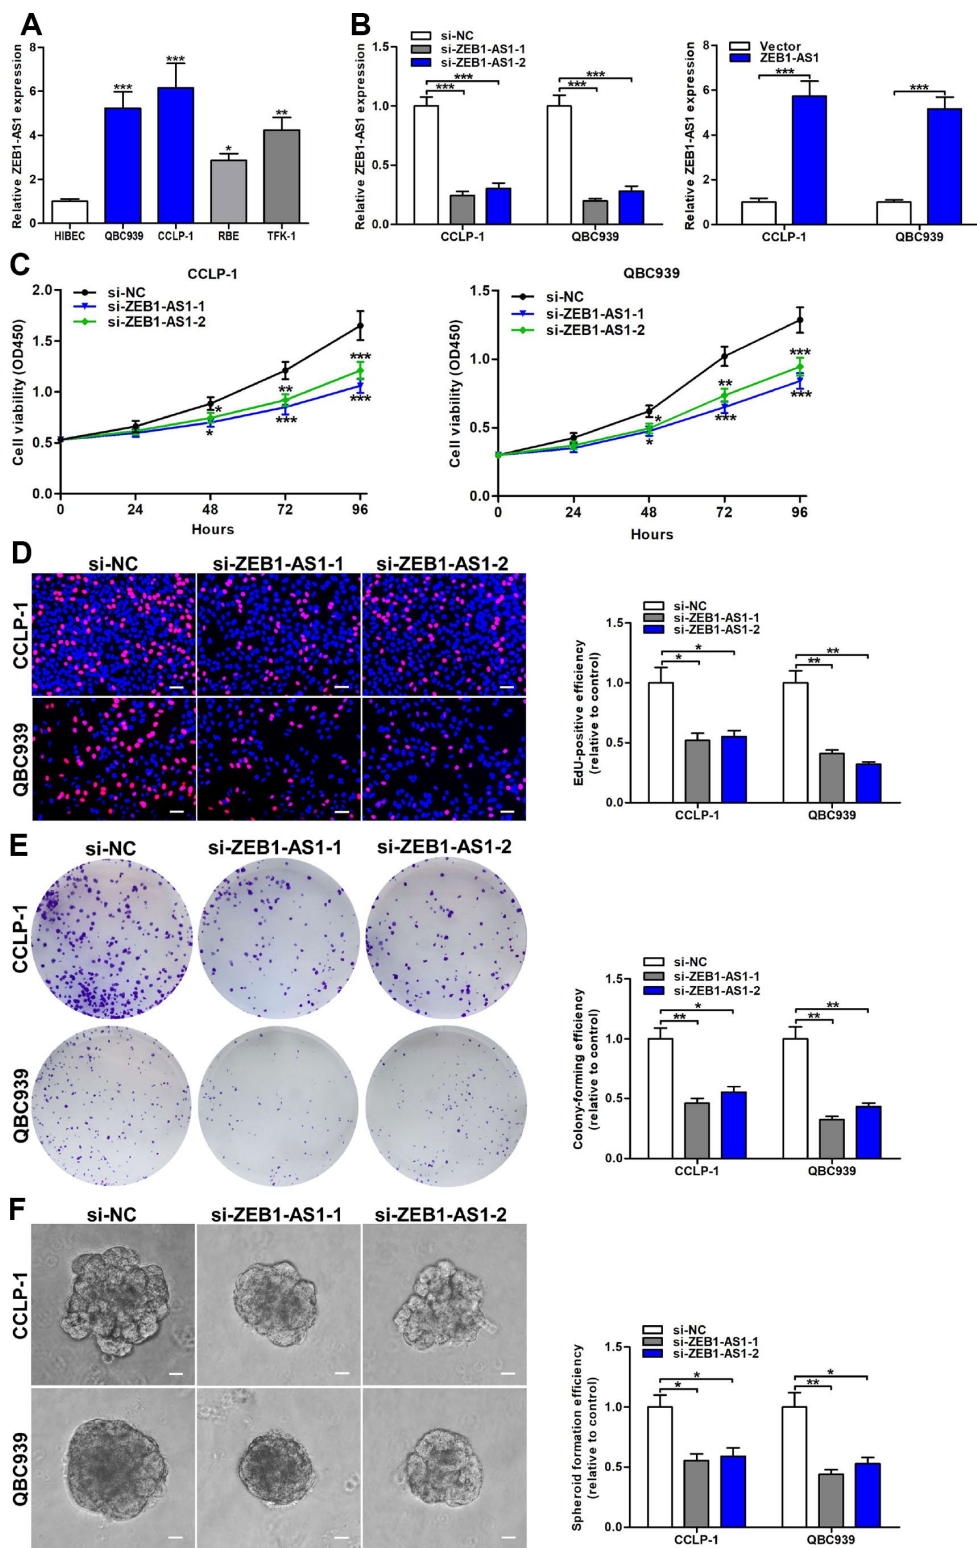 A
Relative ZEB1-AS1 expression
8
6
4
2
0
***
***
*
**
HIBEC QBC939 CCLP-1 RBE TFK-1
B
si-NC
si-ZEB1-AS1-1
si-ZEB1-AS1-2
Relative ZEB1-AS1 expression
1.5
1.0
0.5
0.0
***
***
***
***
CCLP-1 QBC939
Vector
ZEB1-AS1
Relative ZEB1-AS1 expression
8
6
4
2
0
***
***
CCLP-1 QBC939
C
CCLP-1
si-NC
si-ZEB1-AS1-1
si-ZEB1-AS1-2
Cell viability (OD450)
2.0
1.5
1.0
0.5
0.0
*
*
**
***
***
***
0 24 48 72 96
Hours
QBC939
si-NC
si-ZEB1-AS1-1
si-ZEB1-AS1-2
Cell viability (OD450)
1.5
1.0
0.5
0.0
*
*
**
***
***
***
0 24 48 72 96
Hours
D
si-NC si-ZEB1-AS1-1 si-ZEB1-AS1-2
CCLP-1
QBC939
si-NC
si-ZEB1-AS1-1
si-ZEB1-AS1-2
EdU-positive efficiency
(relative to control)
1.5
1.0
0.5
0.0
*
*
**
**
CCLP-1 QBC939
E
si-NC si-ZEB1-AS1-1 si-ZEB1-AS1-2
CCLP-1
QBC939
si-NC
si-ZEB1-AS1-1
si-ZEB1-AS1-2
Colony-forming efficiency
(relative to control)
1.5
1.0
0.5
0.0
*
**
**
**
CCLP-1 QBC939
F
si-NC si-ZEB1-AS1-1 si-ZEB1-AS1-2
CCLP-1
QBC939
si-NC
si-ZEB1-AS1-1
si-ZEB1-AS1-2
Spheroid formation efficiency
(relative to control)
1.5
1.0
0.5
0.0
*
*
*
**
CCLP-1 QBC939